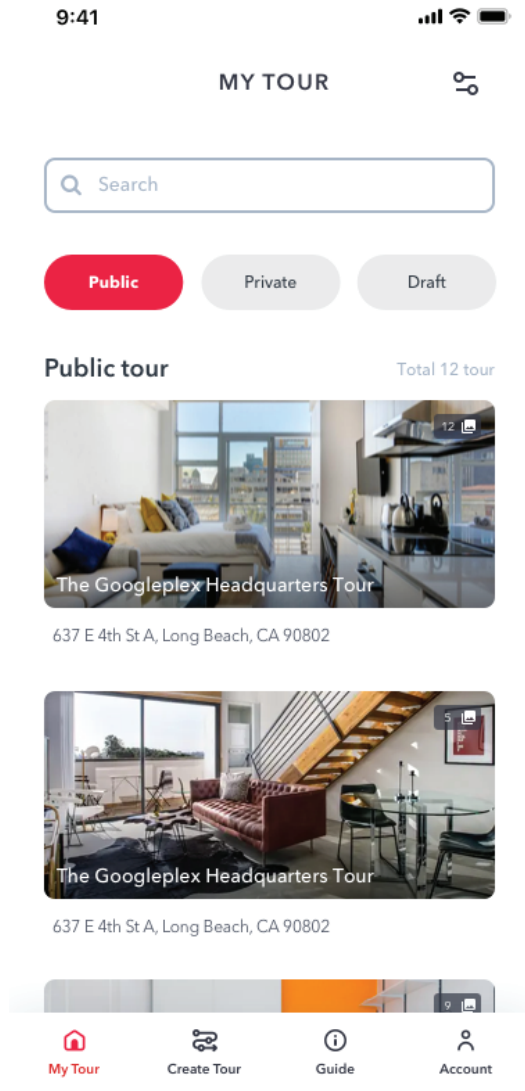 9:41
MY TOUR
Search
Public Private Draft
Public tour Total 12 tour
12
The Googleplex Headquarters Tour
637 E 4th St A, Long Beach, CA 90802
5
The Googleplex Headquarters Tour
637 E 4th St A, Long Beach, CA 90802
9
My Tour Create Tour Guide Account